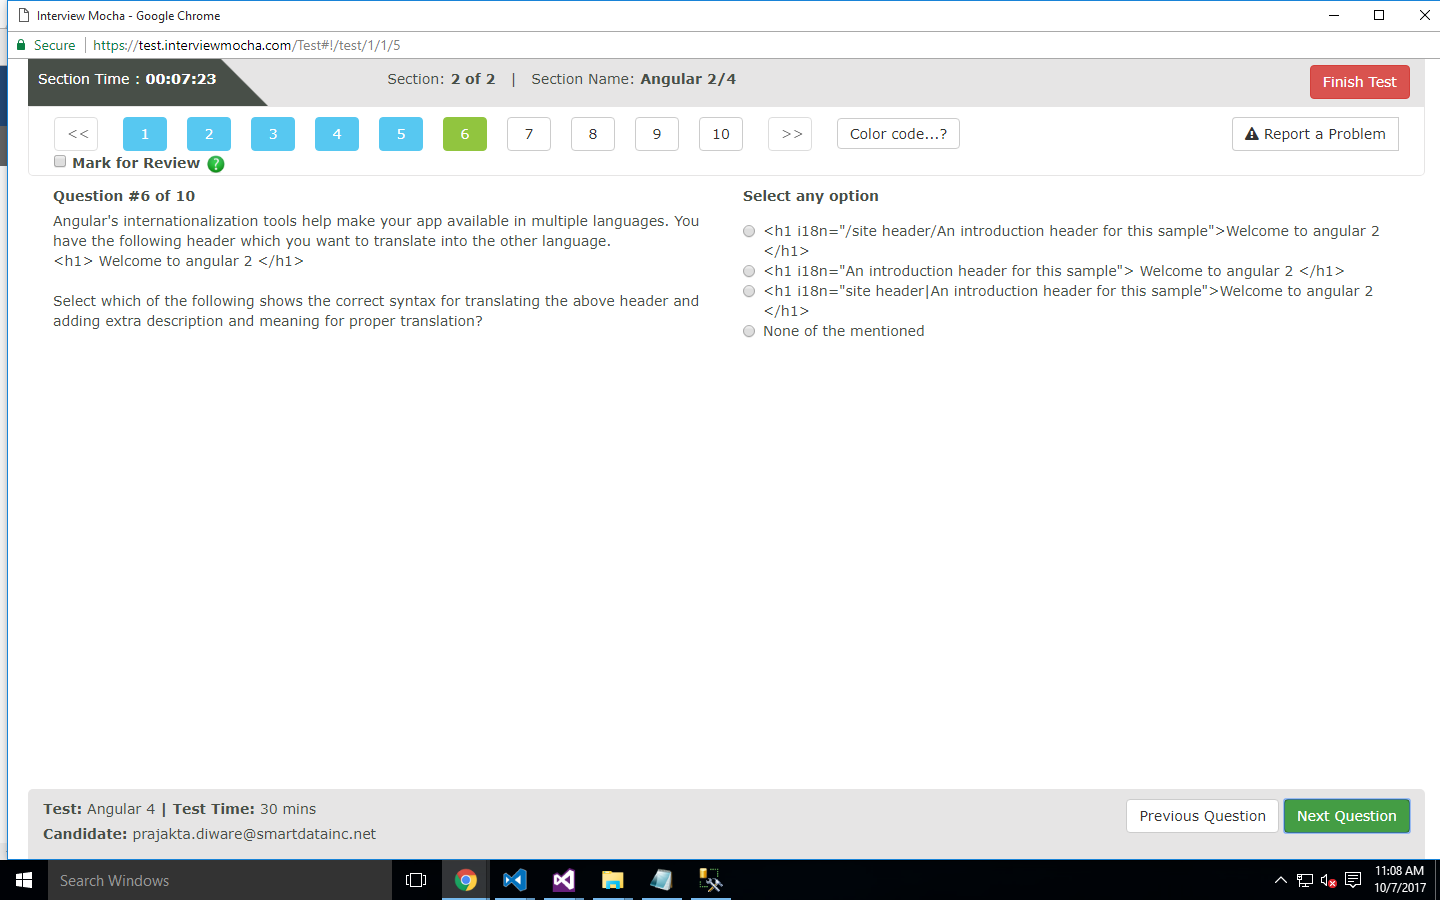 Interview Mocha - Google Chrome
Secure | https://test.interviewmocha.com/Test#!/test/1/1/5
Section Time : 00:07:23
Section: 2 of 2 | Section Name: Angular 2/4
Finish Test
<< 1 2 3 4 5 6 7 8 9 10 >> Color code...? Report a Problem
Mark for Review ?
Question #6 of 10
Angular's internationalization tools help make your app available in multiple languages. You
have the following header which you want to translate into the other language.
<h1> Welcome to angular 2 </h1>
Select which of the following shows the correct syntax for translating the above header and
adding extra description and meaning for proper translation?
Select any option
<h1 i18n="/site header/An introduction header for this sample">Welcome to angular 2
</h1>
<h1 i18n="An introduction header for this sample"> Welcome to angular 2 </h1>
<h1 i18n="site header|An introduction header for this sample">Welcome to angular 2
</h1>
None of the mentioned
Test: Angular 4 | Test Time: 30 mins
Candidate: prajakta.diware@smartdatainc.net
Previous Question
Next Question
Search Windows
11:08 AM
10/7/2017